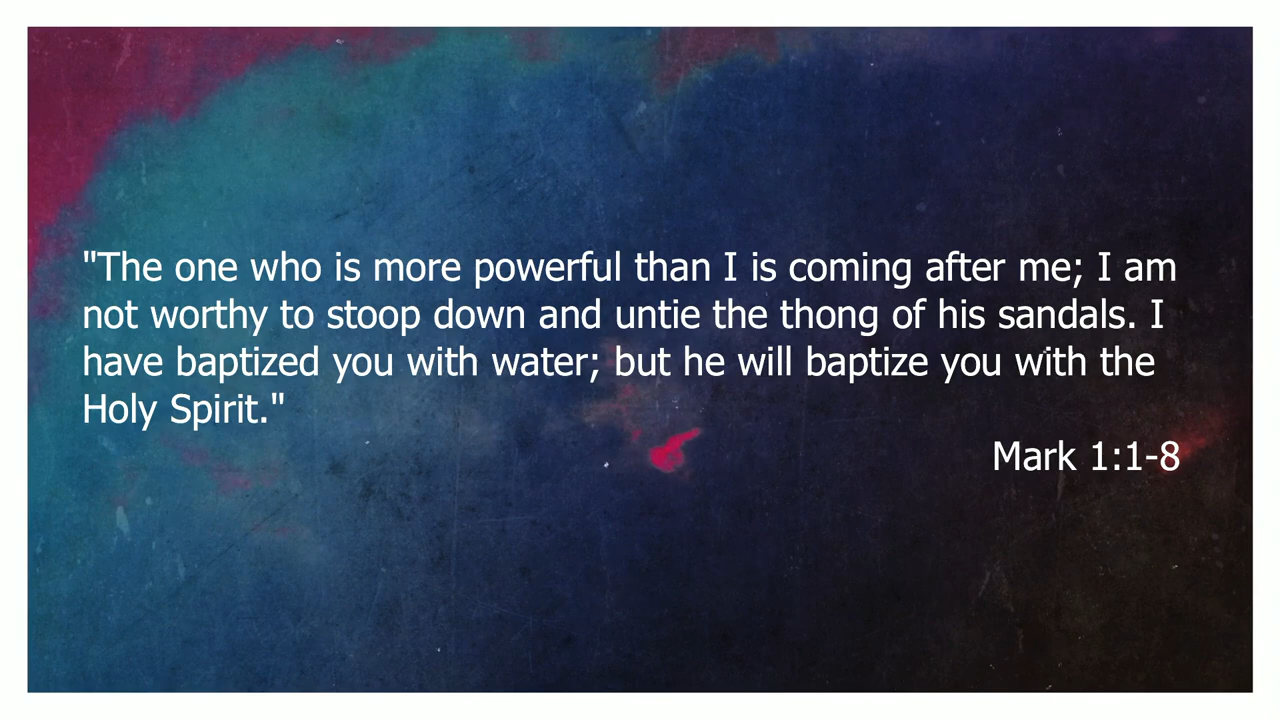 "The one who is more powerful than I is coming after me; I am
not worthy to stoop down and untie the thong of his sandals. I
have baptized you with water; but he will baptize you with the
Holy Spirit."
Mark 1:1-8